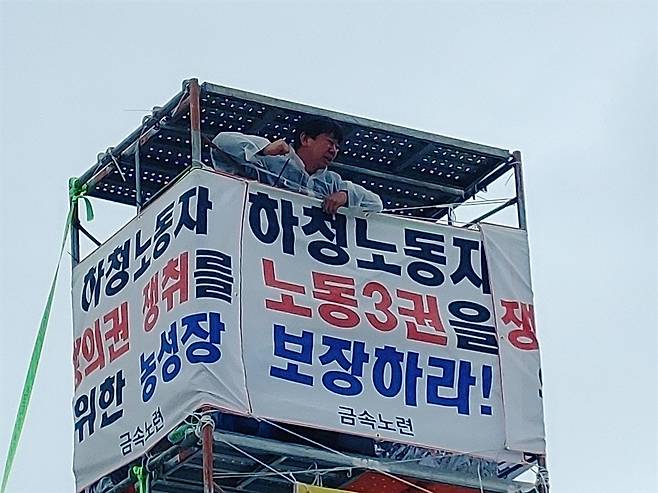 하청노동자
쟁의권 쟁취를
위한 농성장
금속노련
하청노동자
노동3권을
보장하라!
금속노련
쟁